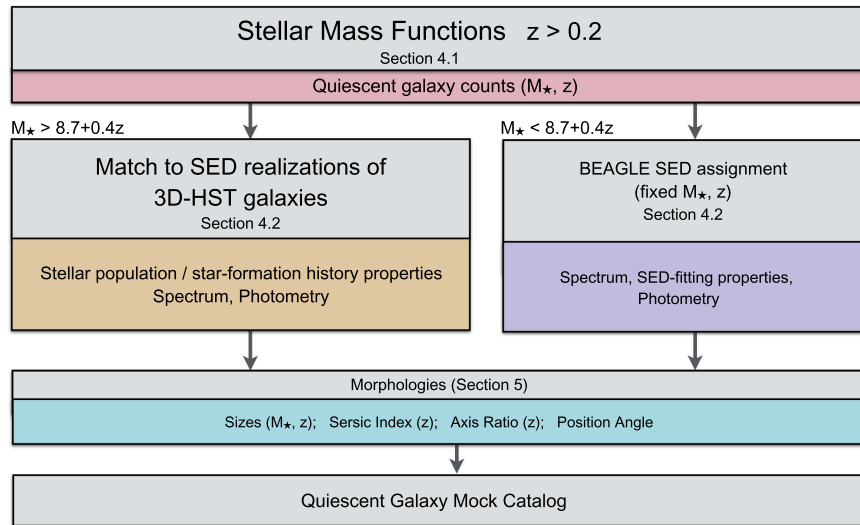 Stellar Mass Functions z > 0.2
Section 4.1
Quiescent galaxy counts (M★, z)
M★ > 8.7+0.4z
Match to SED realizations of
3D-HST galaxies
Section 4.2
Stellar population / star-formation history properties
Spectrum, Photometry
M★ < 8.7+0.4z
BEAGLE SED assignment
(fixed M★, z)
Section 4.2
Spectrum, SED-fitting properties,
Photometry
Morphologies (Section 5)
Sizes (M★, z); Sersic Index (z); Axis Ratio (z); Position Angle
Quiescent Galaxy Mock Catalog